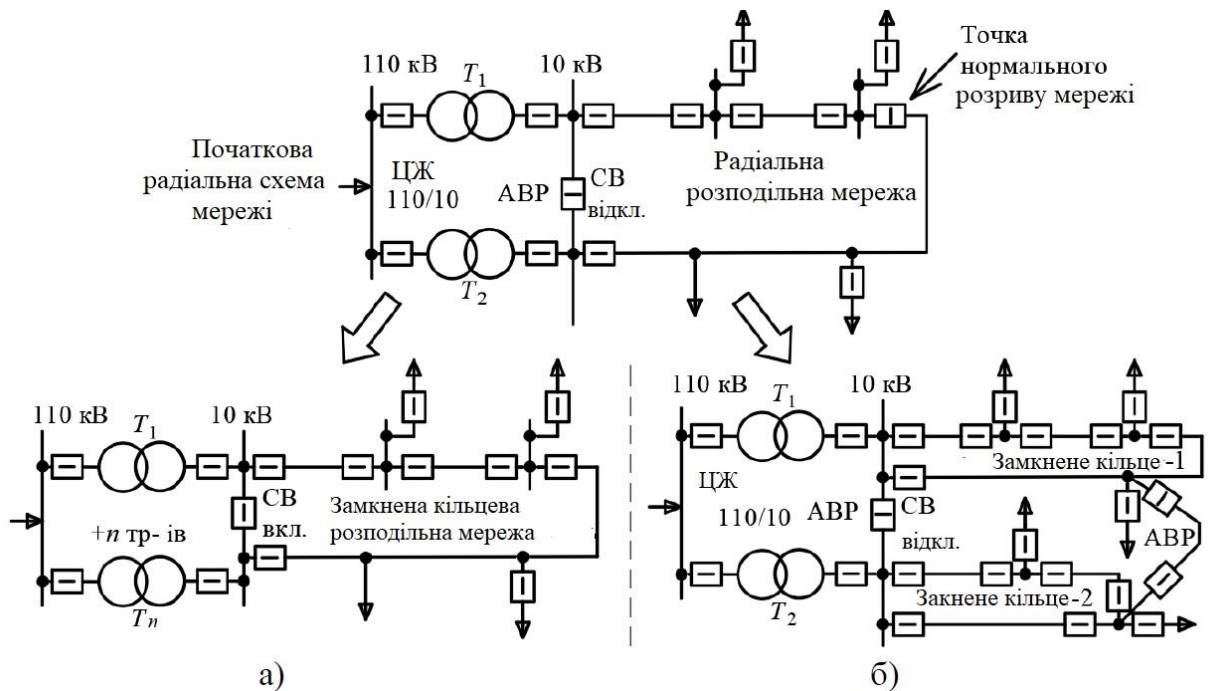 110 кВ
T1
10 кВ
Точка
нормального
розриву мережі
Початкова
радіальна схема
мережі
ЦЖ
110/10
АВР
СВ
відкл.
Радіальна
розподільна мережа
T2
110 кВ
T1
10 кВ
СВ
вкл.
Замкнена кільцева
розподільна мережа
+n тр- ів
Tn
а)
110 кВ
T1
10 кВ
ЦЖ
110/10
АВР
СВ
відкл.
Замкнене кільце-1
АВР
Закнене кільце-2
T2
б)